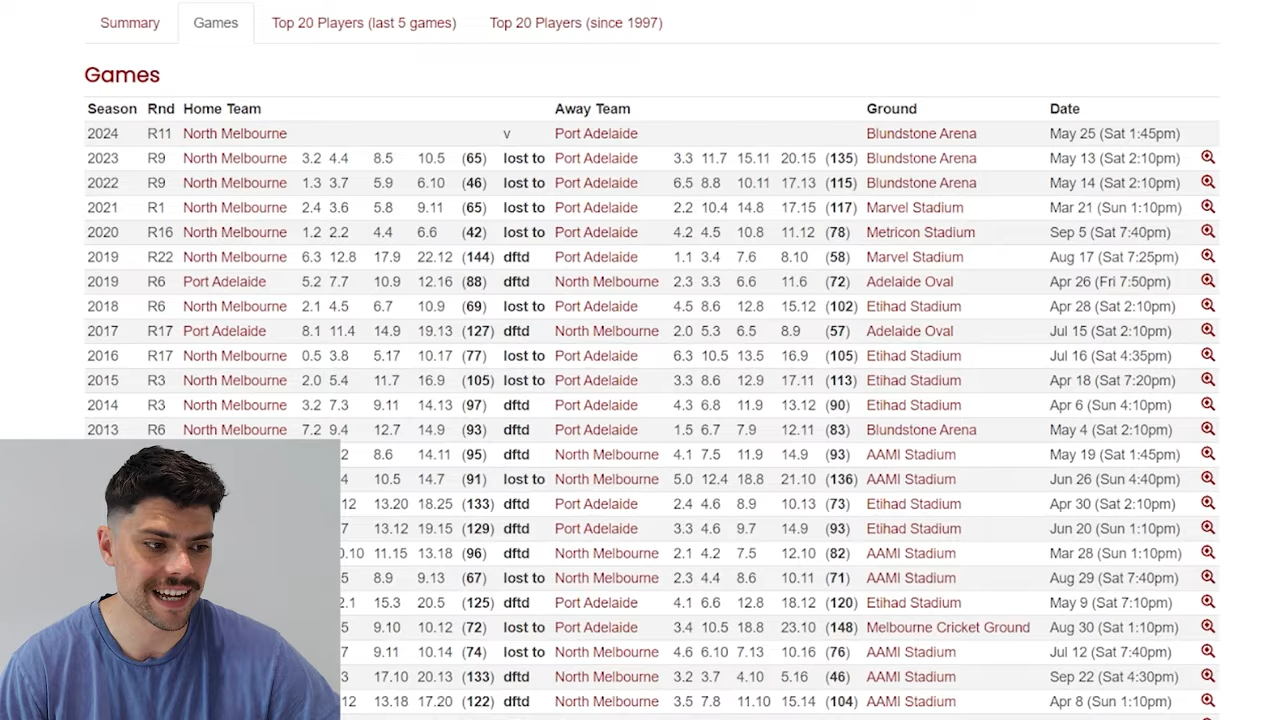 Summary Games Top 20 Players (last 5 games) Top 20 Players (since 1997)
Games
Season Rnd Home Team Away Team Ground Date
2024 R11 North Melbourne v Port Adelaide Blundstone Arena May 25 (Sat 1:45pm)
2023 R9 North Melbourne 3.2 4.4 8.5 10.5 (65) lost to Port Adelaide 3.3 11.7 15.11 20.15 (135) Blundstone Arena May 13 (Sat 2:10pm)
2022 R9 North Melbourne 1.3 3.7 5.9 6.10 (46) lost to Port Adelaide 6.5 8.8 10.11 17.13 (115) Blundstone Arena May 14 (Sat 2:10pm)
2021 R1 North Melbourne 2.4 3.6 5.8 9.11 (65) lost to Port Adelaide 2.2 10.4 14.8 17.15 (117) Marvel Stadium Mar 21 (Sun 1:10pm)
2020 R16 North Melbourne 1.2 2.2 4.4 6.6 (42) lost to Port Adelaide 4.2 4.5 10.8 11.12 (78) Metricon Stadium Sep 5 (Sat 7:40pm)
2019 R22 North Melbourne 6.3 12.8 17.9 22.12 (144) dftd Port Adelaide 1.1 3.4 7.6 8.10 (58) Marvel Stadium Aug 17 (Sat 7:25pm)
2019 R6 Port Adelaide 5.2 7.7 10.9 12.16 (88) dftd North Melbourne 2.3 3.3 6.6 11.6 (72) Adelaide Oval Apr 26 (Fri 7:50pm)
2018 R6 North Melbourne 2.1 4.5 6.7 10.9 (69) lost to Port Adelaide 4.5 8.6 12.8 15.12 (102) Etihad Stadium Apr 28 (Sat 2:10pm)
2017 R17 Port Adelaide 8.1 11.4 14.9 19.13 (127) dftd North Melbourne 2.0 5.3 6.5 8.9 (57) Adelaide Oval Jul 15 (Sat 2:10pm)
2016 R17 North Melbourne 0.5 3.8 5.17 10.17 (77) lost to Port Adelaide 6.3 10.5 13.5 16.9 (105) Etihad Stadium Jul 16 (Sat 4:35pm)
2015 R3 North Melbourne 2.0 5.4 11.7 16.9 (105) lost to Port Adelaide 3.3 8.6 12.9 17.11 (113) Etihad Stadium Apr 18 (Sat 7:20pm)
2014 R3 North Melbourne 3.2 7.3 9.11 14.13 (97) dftd Port Adelaide 4.3 6.8 11.9 13.12 (90) Etihad Stadium Apr 6 (Sun 4:10pm)
2013 R6 North Melbourne 7.2 9.4 12.7 14.9 (93) dftd Port Adelaide 1.5 6.7 7.9 12.11 (83) Blundstone Arena May 4 (Sat 2:10pm)
2 8.6 14.11 (95) dftd Port Adelaide 4.1 7.5 11.9 14.9 (93) AAMI Stadium May 19 (Sat 1:45pm)
4 10.5 14.7 (91) lost to North Melbourne 5.0 12.4 18.8 21.10 (136) AAMI Stadium Jun 26 (Sun 4:40pm)
12 13.20 18.25 (133) dftd Port Adelaide 2.4 4.6 8.9 10.13 (73) Etihad Stadium Apr 30 (Sat 2:10pm)
7 13.12 19.15 (129) dftd Port Adelaide 3.3 4.6 9.7 14.9 (93) Etihad Stadium Jun 20 (Sun 1:10pm)
.10 11.15 13.18 (96) dftd North Melbourne 2.1 4.2 7.5 12.10 (82) AAMI Stadium Mar 28 (Sun 1:10pm)
5 8.9 9.13 (67) lost to North Melbourne 2.3 4.4 8.6 10.11 (71) AAMI Stadium Aug 29 (Sat 7:40pm)
2.1 15.3 20.5 (125) dftd Port Adelaide 4.1 6.6 12.8 18.12 (120) Etihad Stadium May 9 (Sat 7:10pm)
5 9.10 10.12 (72) lost to Port Adelaide 3.4 10.5 18.8 23.10 (148) Melbourne Cricket Ground Aug 30 (Sat 1:10pm)
7 9.11 10.14 (74) lost to North Melbourne 4.6 6.10 7.13 10.16 (76) AAMI Stadium Jul 12 (Sat 7:40pm)
3 17.10 20.13 (133) dftd North Melbourne 3.2 3.7 4.10 5.16 (46) AAMI Stadium Sep 22 (Sat 4:30pm)
12 13.18 17.20 (122) dftd North Melbourne 3.5 7.8 11.10 15.14 (104) AAMI Stadium Apr 8 (Sun 1:10pm)